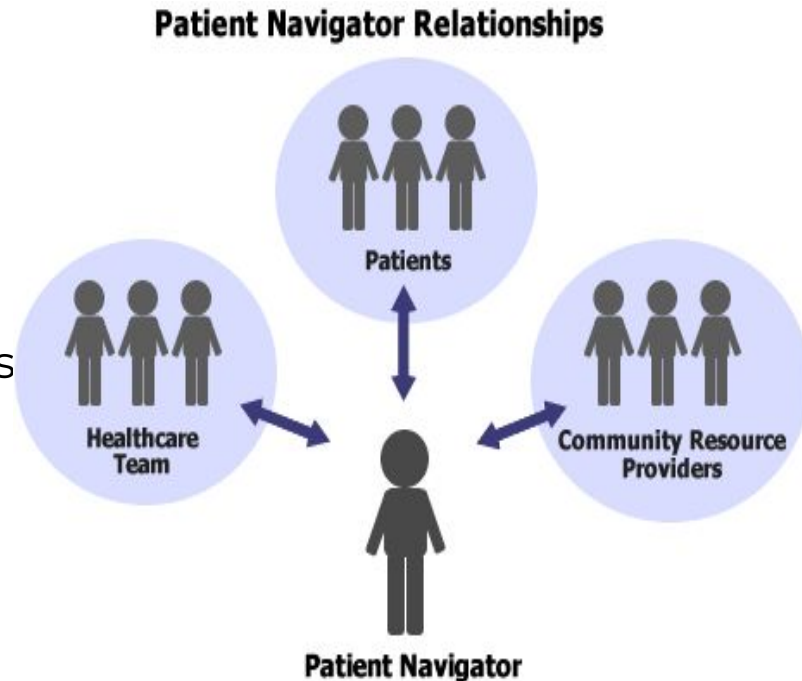 Patient Navigator Relationships
Patients
s
Healthcare
Team
Community Resource
Providers
Patient Navigator